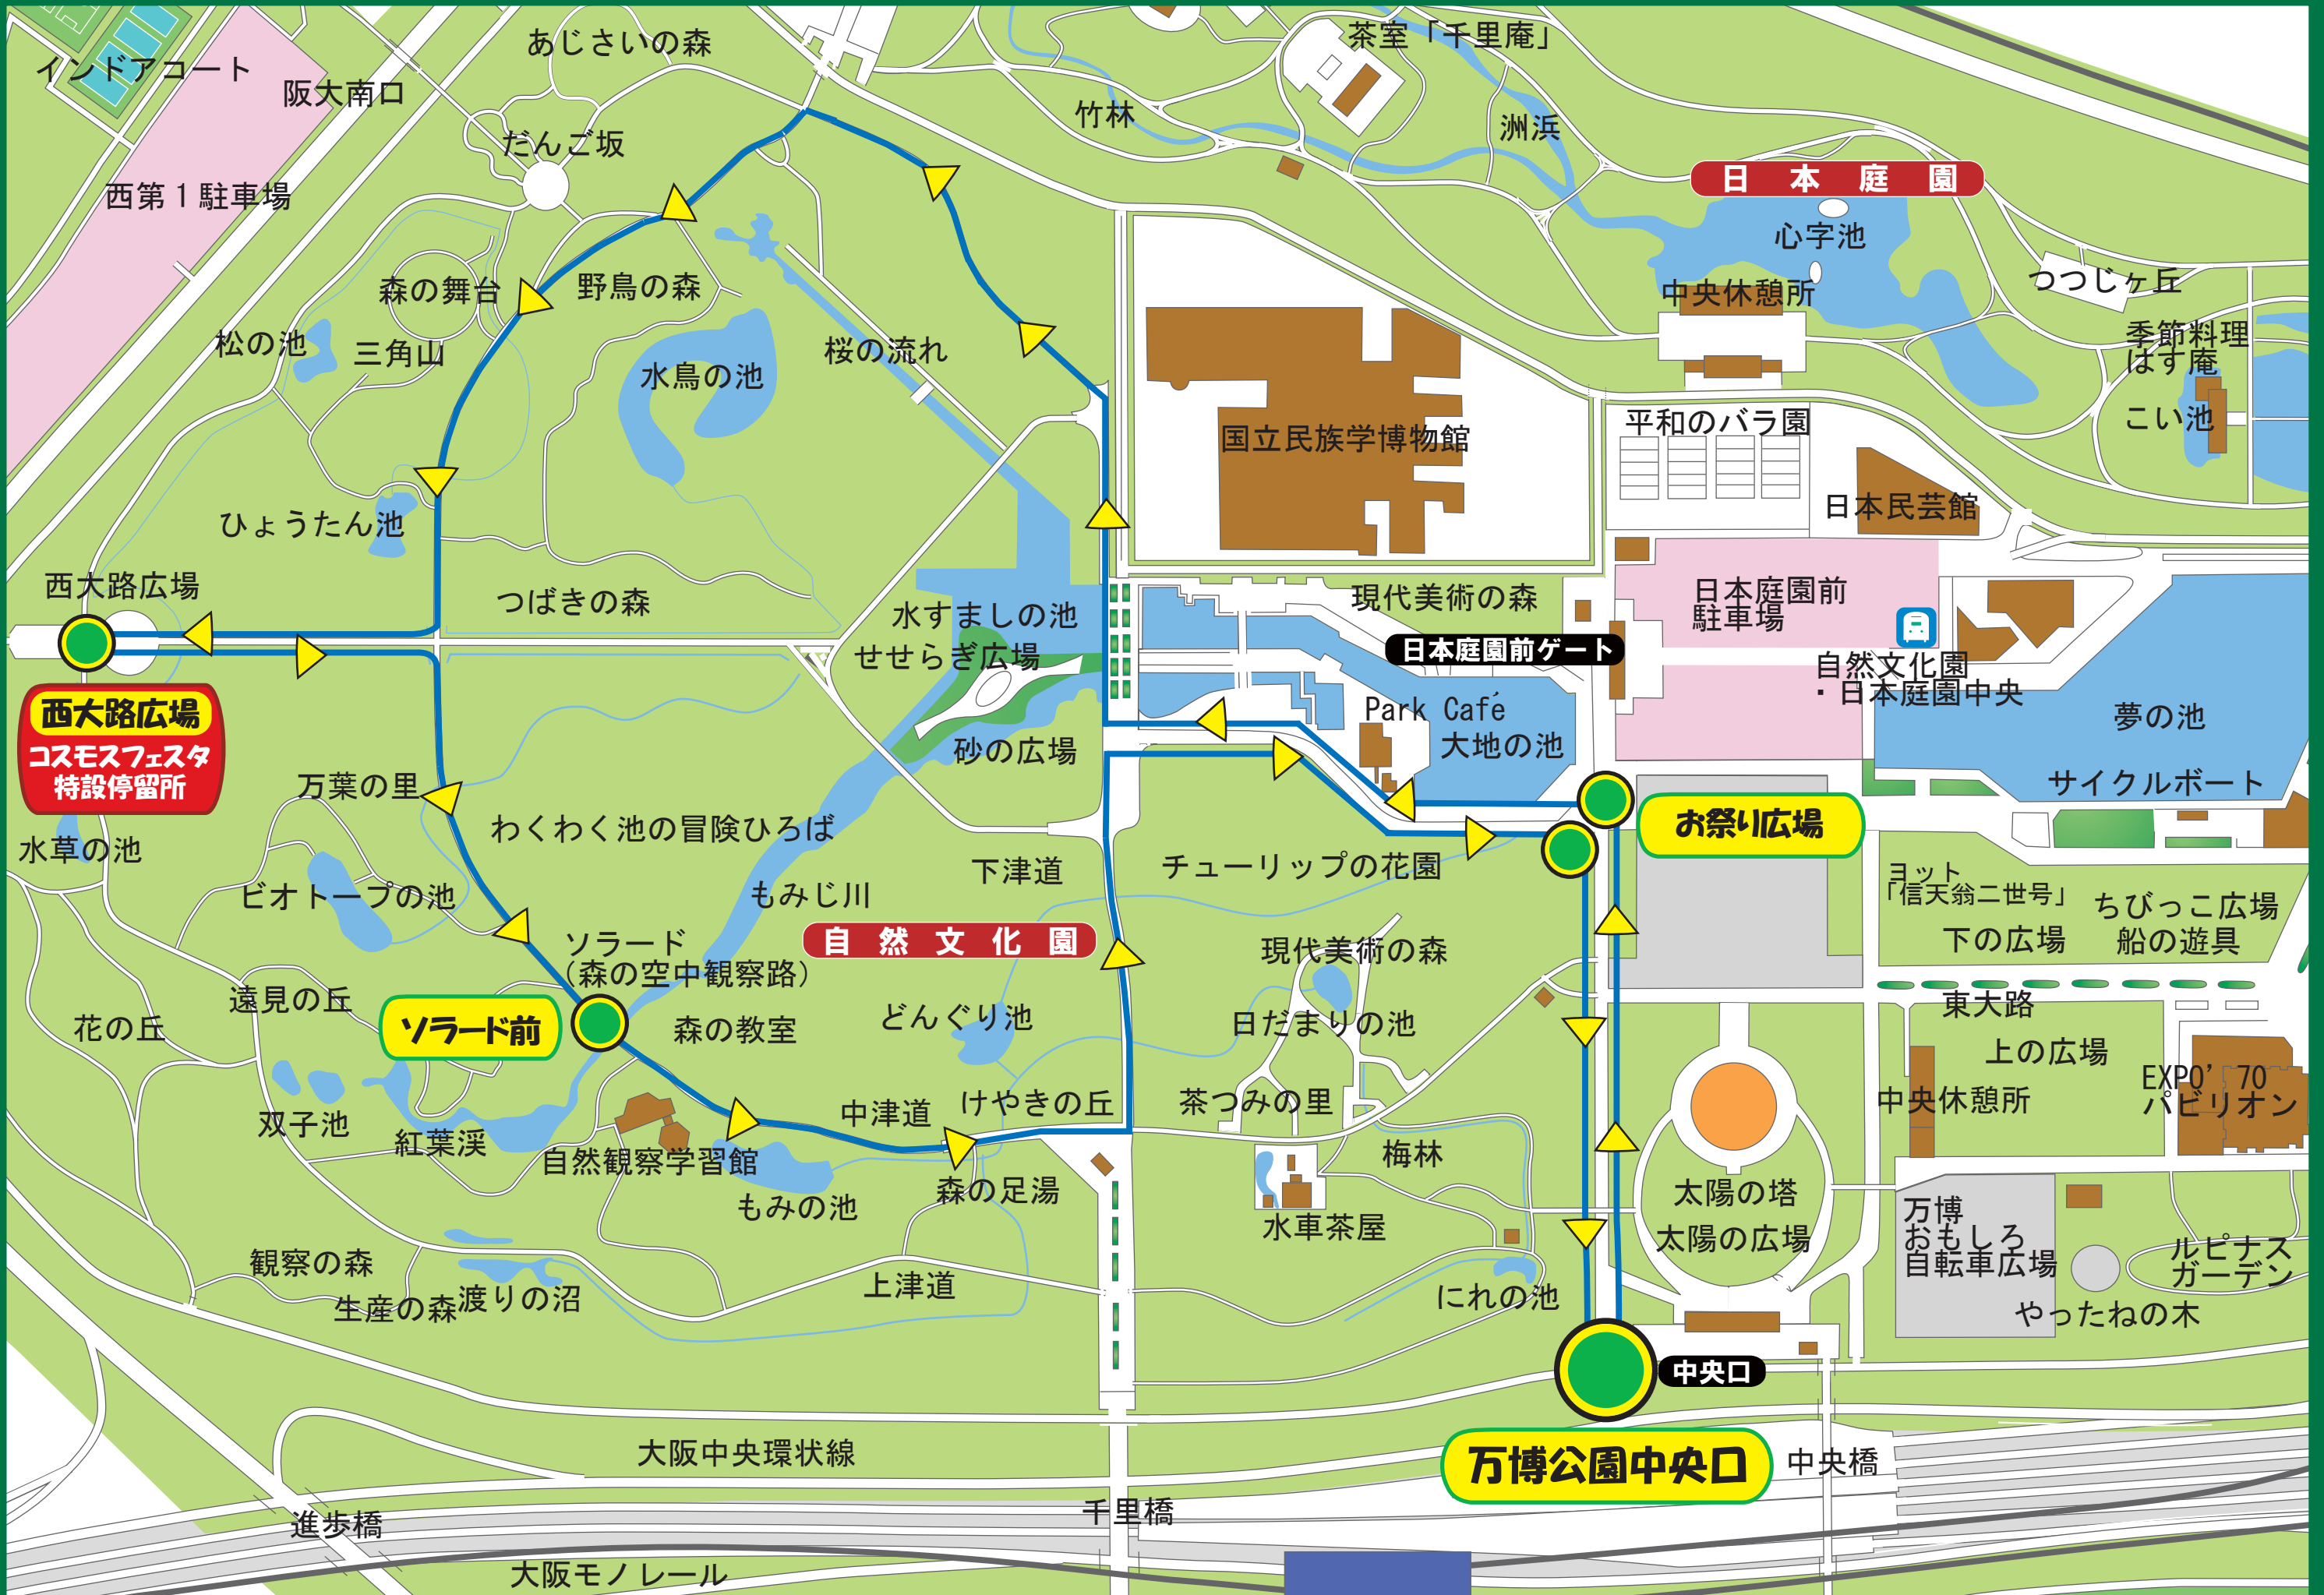 あじさいの森
茶室「千里庵」
インドアコート
阪大南口
竹林
洲浜
だんご坂
日本庭園
西第1駐車場
心字池
つつじヶ丘
森の舞台
野鳥の森
中央休憩所
松の池
三角山
桜の流れ
季節料理
はす庵
水鳥の池
こい池
平和のバラ園
国立民族学博物館
日本民芸館
ひょうたん池
西大路広場
つばきの森
現代美術の森
日本庭園前
駐車場
水すましの池
せせらぎ広場
日本庭園前ゲート
自然文化園
・日本庭園中央
西大路広場
コスモスフェスタ
特設停留所
Park Café
大地の池
夢の池
砂の広場
万葉の里
サイクルボート
お祭り広場
わくわく池の冒険ひろば
水草の池
下津道
チューリップの花園
ヨット
「信天翁二世号」
ビオトープの池
もみじ川
ちびっこ広場
船の遊具
自然文化園
下の広場
ソラード
(森の空中観察路)
現代美術の森
遠見の丘
花の丘
ソラード前
森の教室
どんぐり池
日だまりの池
東大路
上の広場
EXPO'70
パビリオン
中央休憩所
双子池
紅葉渓
中津道
けやきの丘
茶つみの里
自然観察学習館
梅林
もみの池
森の足湯
水車茶屋
太陽の塔
太陽の広場
万博
おもしろ
自転車広場
観察の森
生産の森
渡りの沼
上津道
にれの池
ルピナス
ガーデン
やったねの木
中央口
万博公園中央口
大阪中央環状線
中央橋
進歩橋
千里橋
大阪モノレール